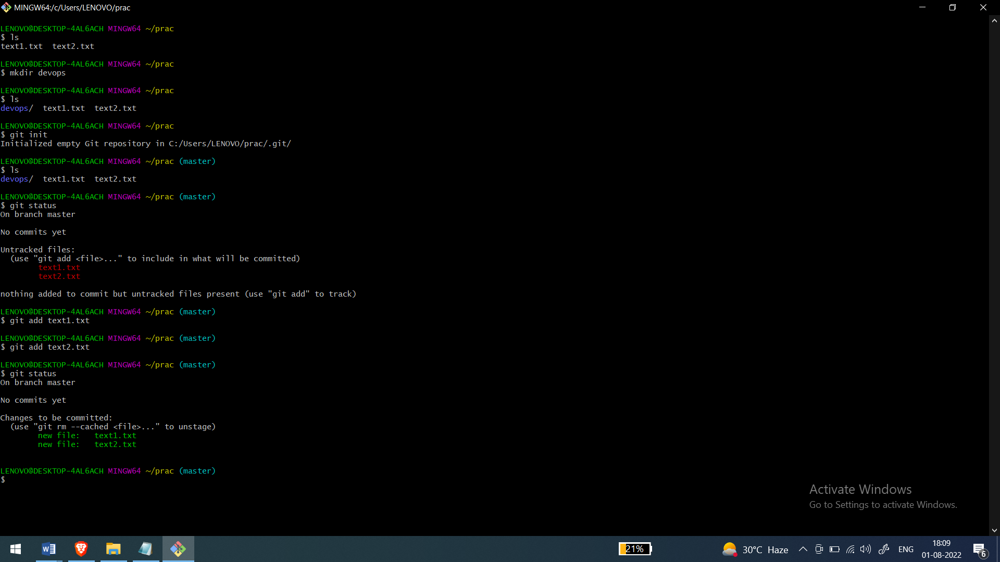 MINGW64:/c/Users/LENOVO/prac
LENOVO@DESKTOP-4AL6ACH MINGW64 ~/prac
$ ls
text1.txt  text2.txt
LENOVO@DESKTOP-4AL6ACH MINGW64 ~/prac
$ mkdir devops
LENOVO@DESKTOP-4AL6ACH MINGW64 ~/prac
$ ls
devops/  text1.txt  text2.txt
LENOVO@DESKTOP-4AL6ACH MINGW64 ~/prac
$ git init
Initialized empty Git repository in C:/Users/LENOVO/prac/.git/
LENOVO@DESKTOP-4AL6ACH MINGW64 ~/prac (master)
$ ls
devops/  text1.txt  text2.txt
LENOVO@DESKTOP-4AL6ACH MINGW64 ~/prac (master)
$ git status
On branch master
No commits yet
Untracked files:
  (use "git add <file>..." to include in what will be committed)
        text1.txt
        text2.txt
nothing added to commit but untracked files present (use "git add" to track)
LENOVO@DESKTOP-4AL6ACH MINGW64 ~/prac (master)
$ git add text1.txt
LENOVO@DESKTOP-4AL6ACH MINGW64 ~/prac (master)
$ git add text2.txt
LENOVO@DESKTOP-4AL6ACH MINGW64 ~/prac (master)
$ git status
On branch master
No commits yet
Changes to be committed:
  (use "git rm --cached <file>..." to unstage)
        new file:   text1.txt
        new file:   text2.txt
LENOVO@DESKTOP-4AL6ACH MINGW64 ~/prac (master)
$
Activate Windows
Go to Settings to activate Windows.
W
21%
30°C Haze
ENG
18:09
01-08-2022
6